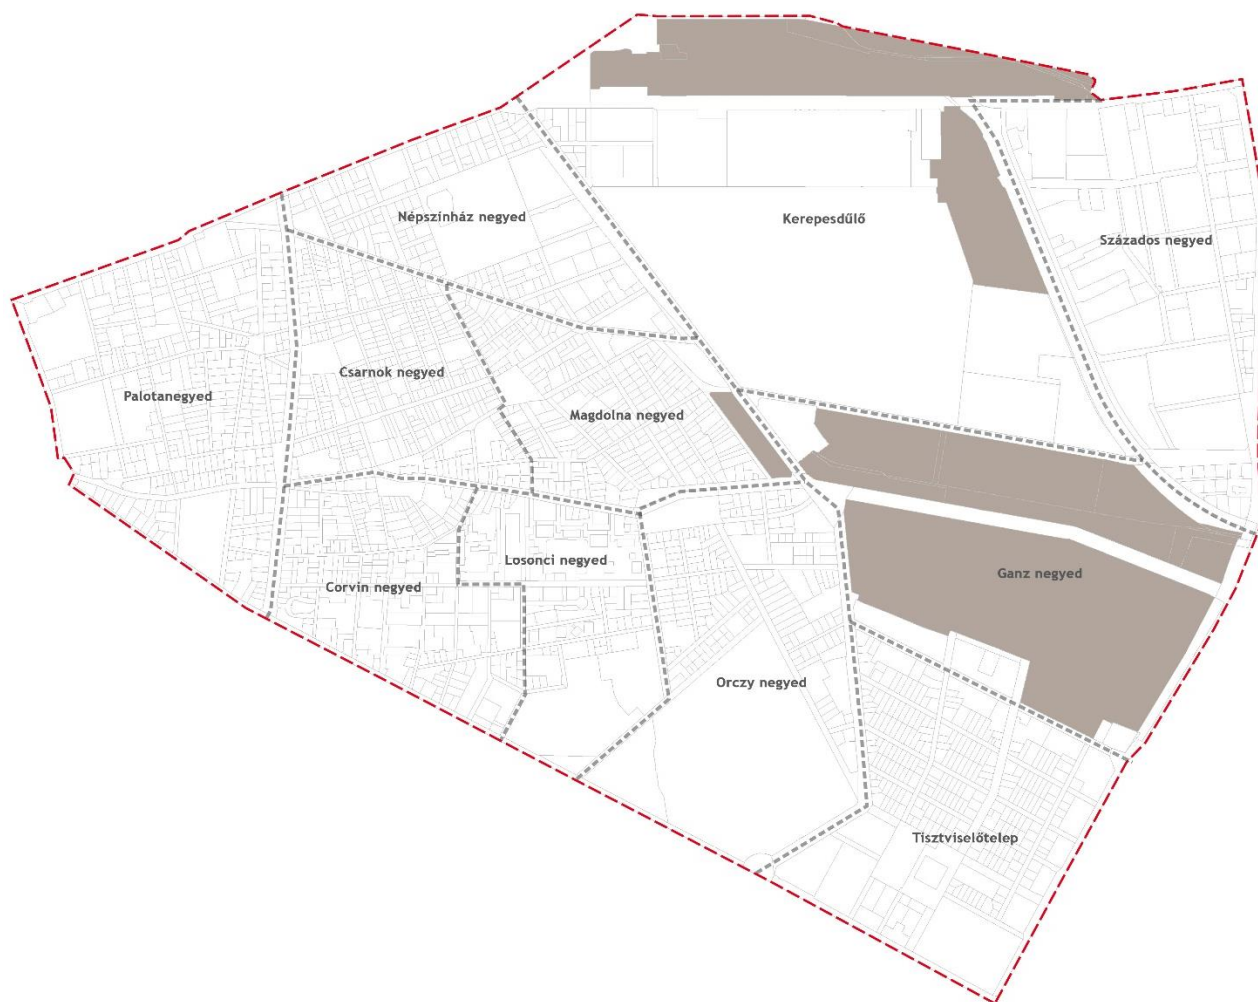 Népszínház negyed
Kerepesdűlő
Százados negyed
Csarnok negyed
Palotanegyed
Magdolna negyed
Losonci negyed
Ganz negyed
Corvin negyed
Orczy negyed
Tisztviselőtelep